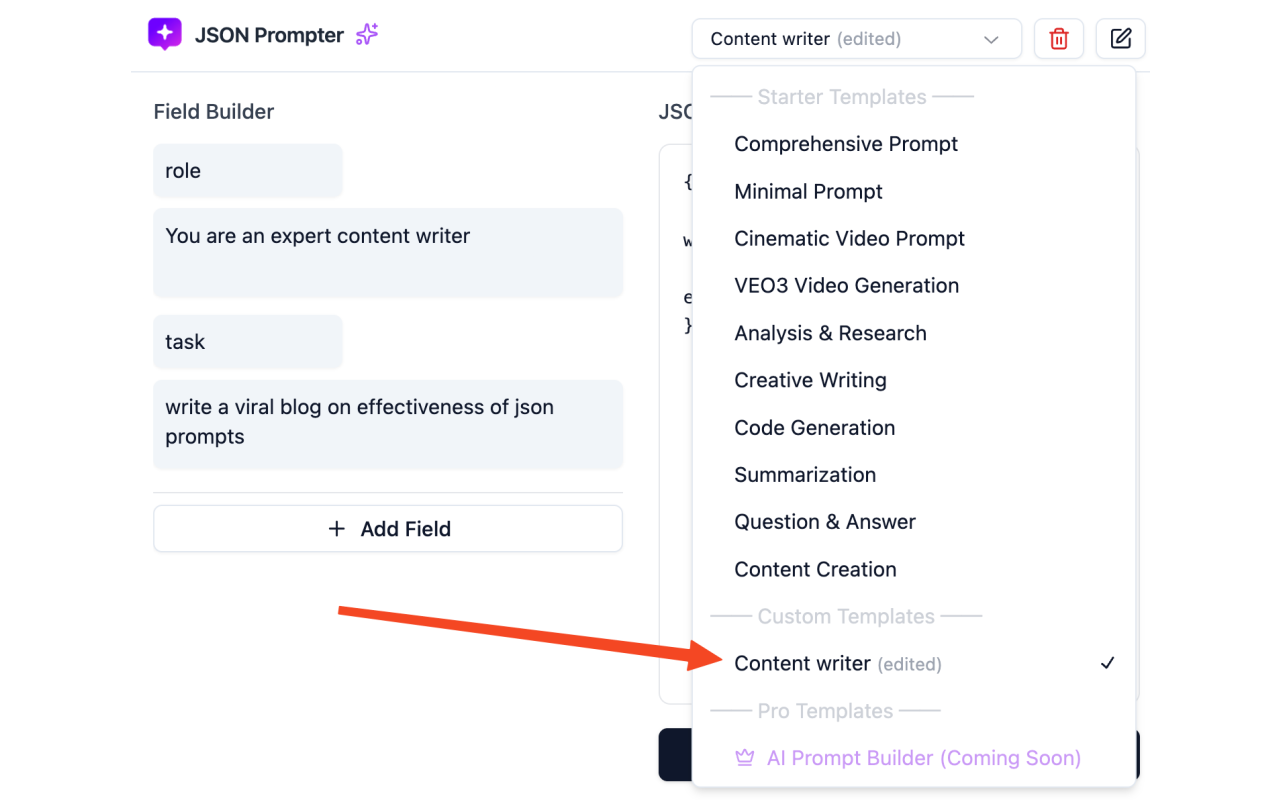 JSON Prompter
Content writer (edited)
Field Builder
role
You are an expert content writer
task
write a viral blog on effectiveness of json
prompts
+ Add Field
{
}
Starter Templates
Comprehensive Prompt
Minimal Prompt
Cinematic Video Prompt
VEO3 Video Generation
Analysis & Research
Creative Writing
Code Generation
Summarization
Question & Answer
Content Creation
Custom Templates
Content writer (edited)
Pro Templates
AI Prompt Builder (Coming Soon)